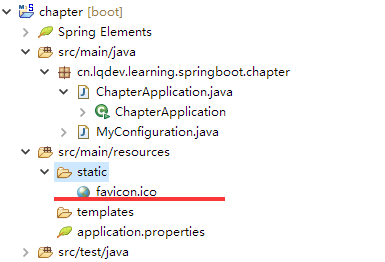 chapter [boot]
Spring Elements
src/main/java
cn.lqdev.learning.springboot.chapter
ChapterApplication.java
ChapterApplication
MyConfiguration.java
src/main/resources
static
favicon.ico
templates
application.properties
src/test/java